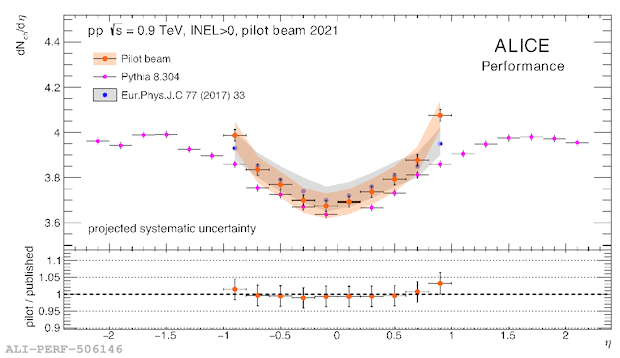 dN_ch/dη
pp √s = 0.9 TeV, INEL>0, pilot beam 2021
ALICE
Performance
Pilot beam
Pythia 8.304
Eur.Phys.J.C 77 (2017) 33
4.4
4.2
4
3.8
3.6
projected systematic uncertainty
pilot / published
1.1
1.05
1
0.95
0.9
−2 −1.5 −1 −0.5 0 0.5 1 1.5 2
η
ALI-PERF-506146